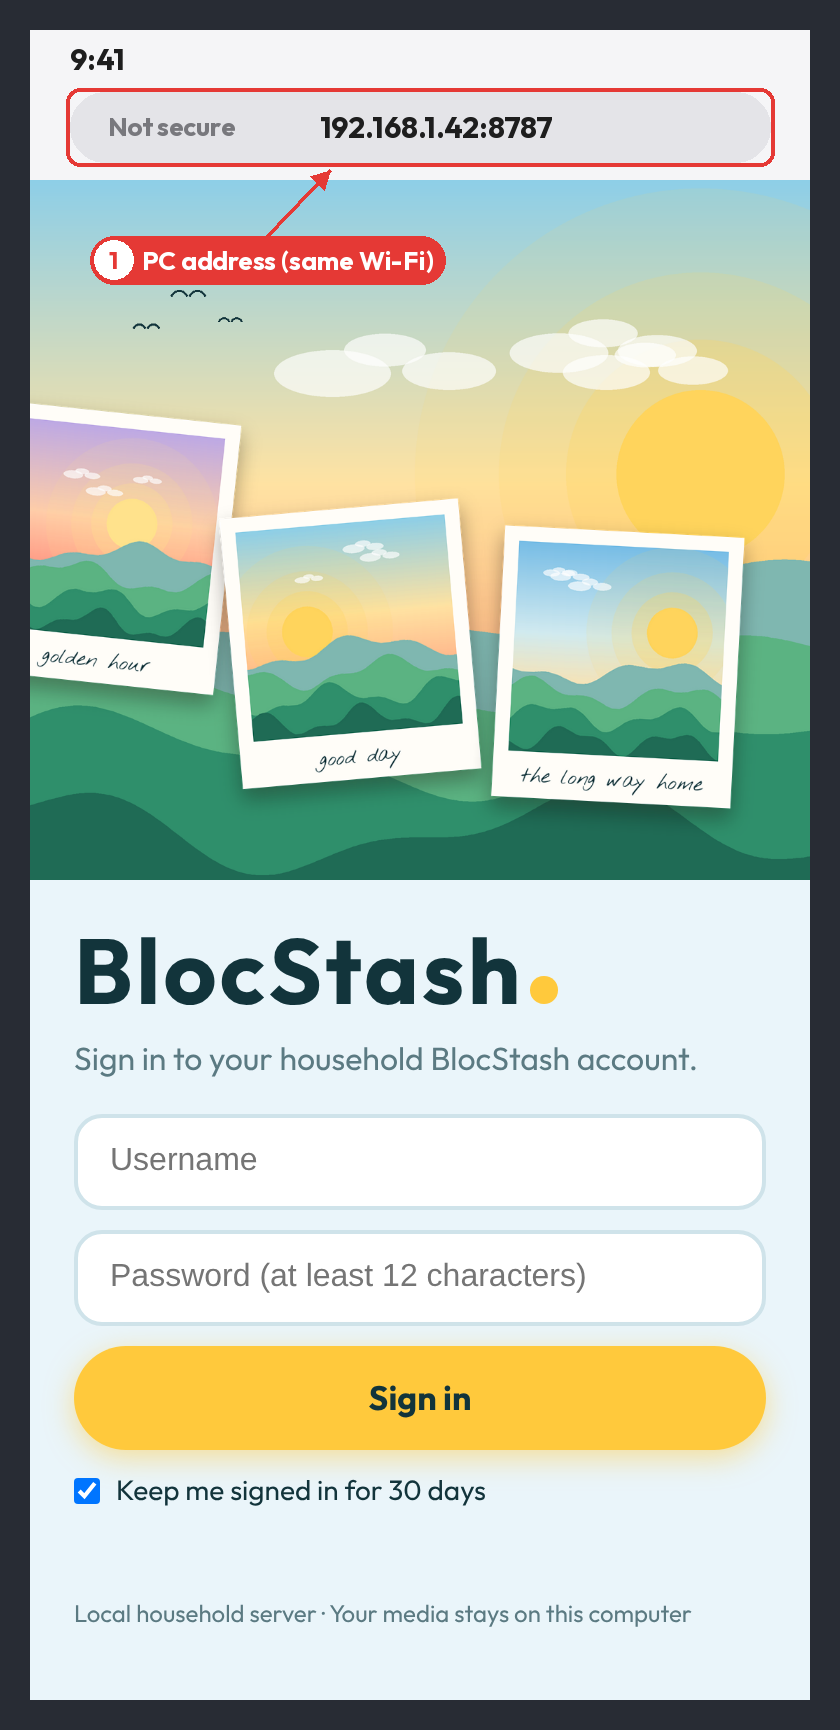 9:41
Not secure 192.168.1.42:8787
1 PC address (same Wi-Fi)
golden hour
good day
the long way home
BlocStash.
Sign in to your household BlocStash account.
Username
Password (at least 12 characters)
Sign in
Keep me signed in for 30 days
Local household server · Your media stays on this computer